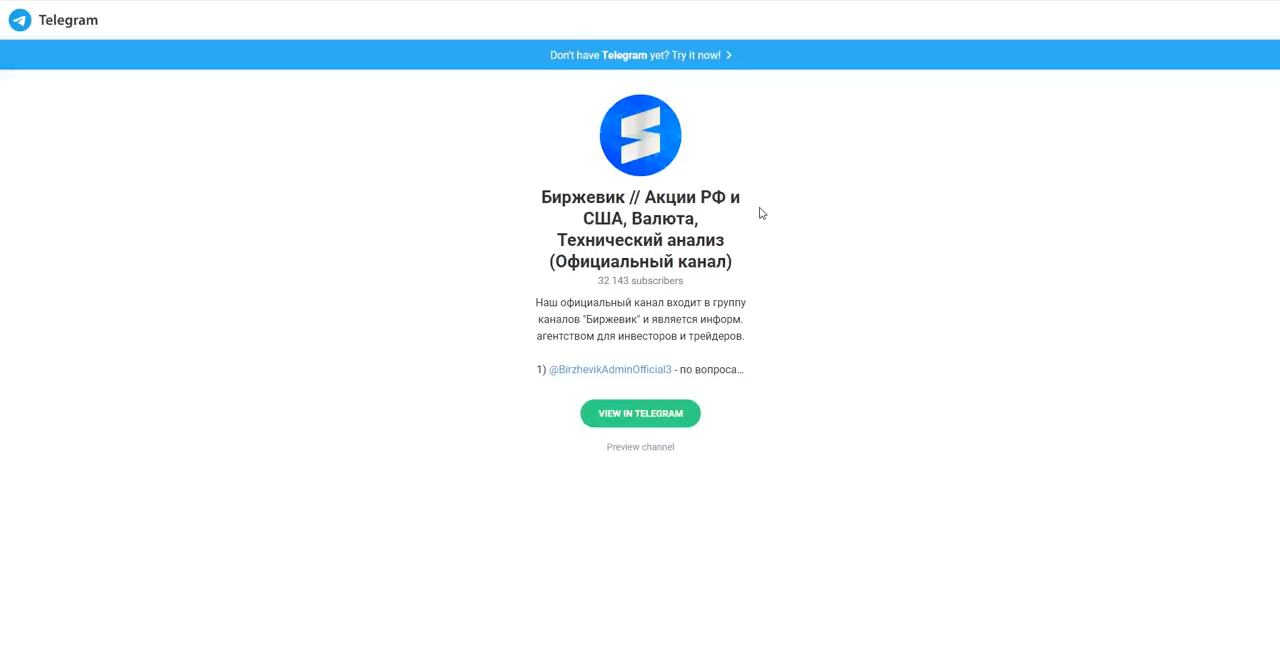 Telegram
Don't have Telegram yet? Try it now!
Биржевик // Акции РФ и
США, Валюта,
Технический анализ
(Официальный канал)
32 143 subscribers
Наш официальный канал входит в группу
каналов "Биржевик" и является информ.
агентством для инвесторов и трейдеров.
1) @BirzhevikAdminOfficial3 - по вопроса...
VIEW IN TELEGRAM
Preview channel